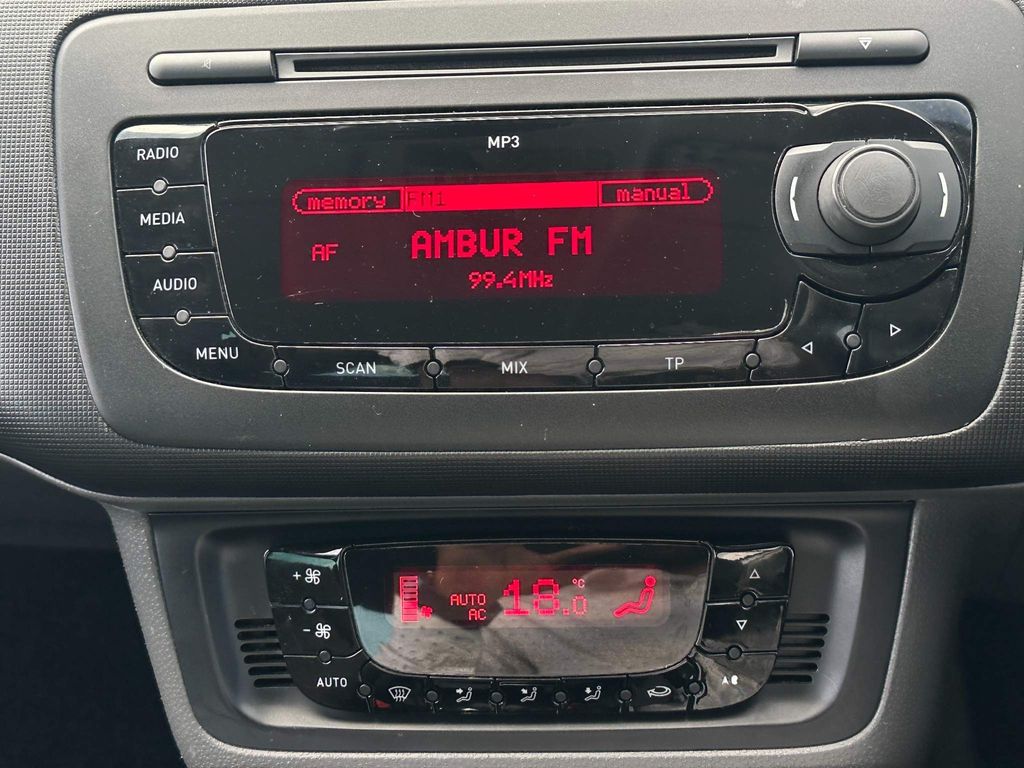 MP3
RADIO
MEDIA
AUDIO
MENU
memory FM1 manual
AF AMBUR FM
99.4MHz
SCAN MIX TP
+
-
AUTO
AUTO
AC
18.0 °C
AC